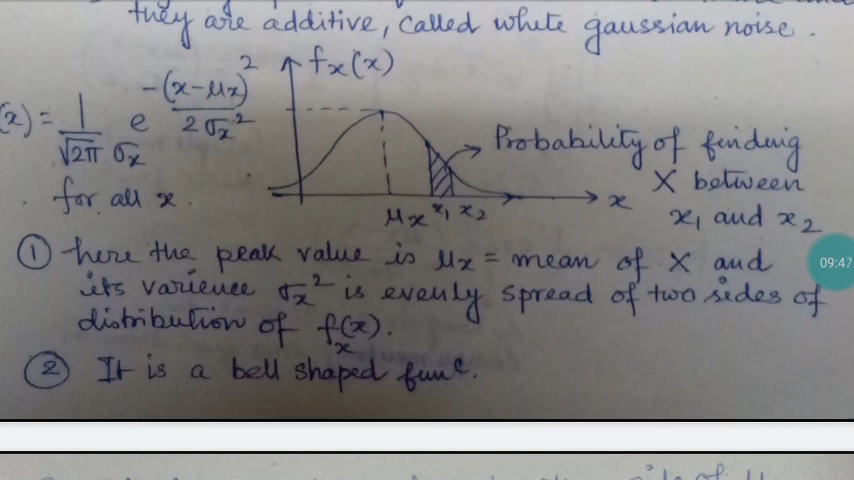 they are additive, called white gaussian noise.
(x) = 1/√2π σx e -(x-μx)²/2σx²
for all x.
fx(x)
Probability of finding
X between
x1 and x2
μx x1 x2
x
① here the peak value is μx = mean of X and
its varience σx² is evenly spread of two sides of
distribution of fx(x).
② It is a bell shaped func.
09:47